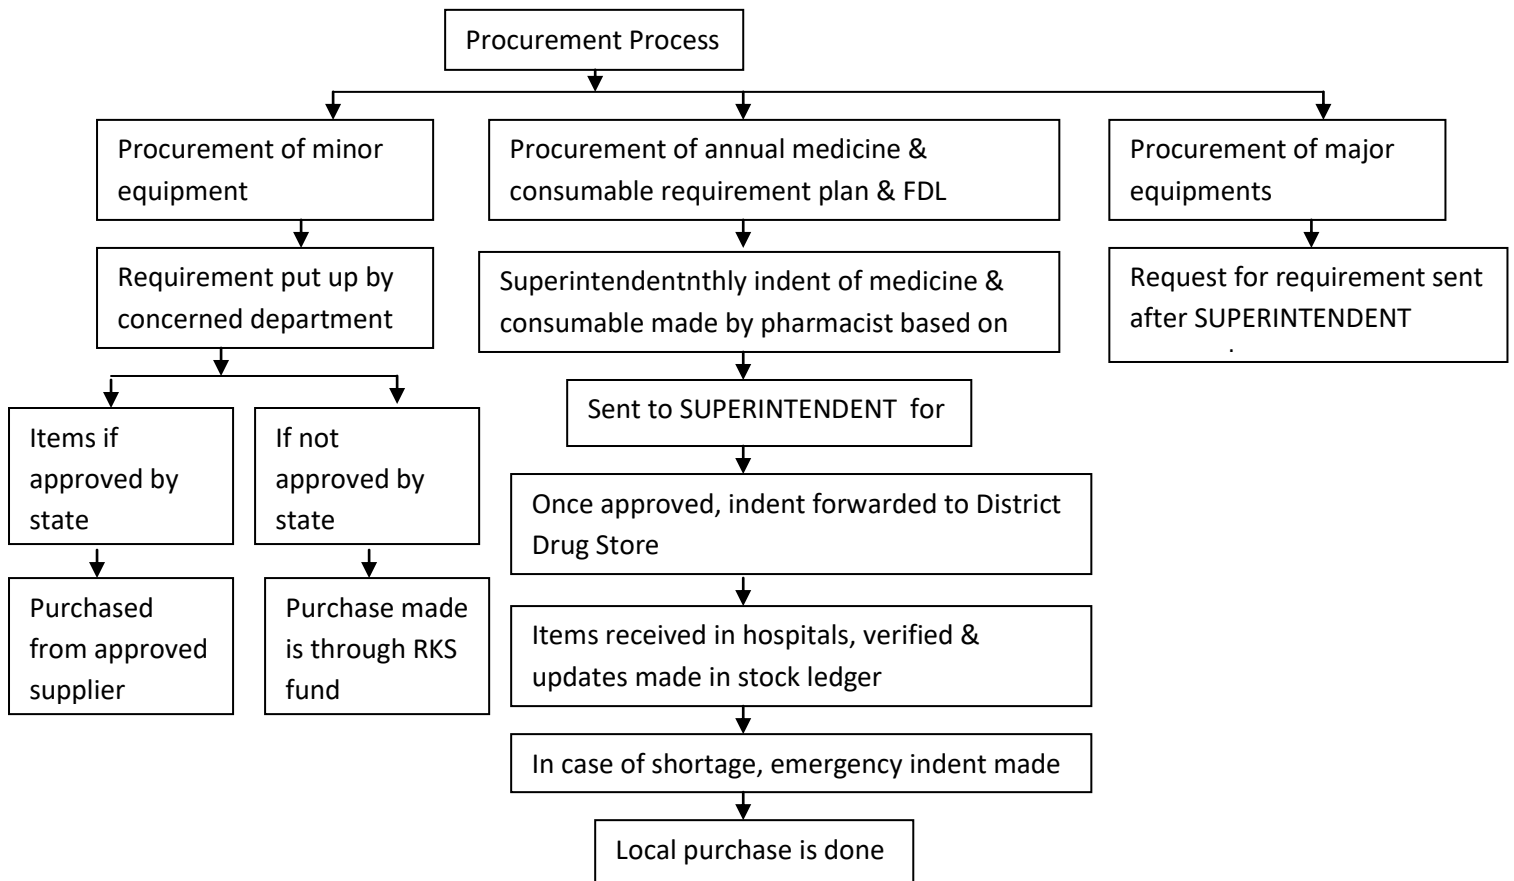 Procurement Process
Procurement of minor
equipment
Procurement of annual medicine &
consumable requirement plan & FDL
Procurement of major
equipments
Requirement put up by
concerned department
Superintendentnthly indent of medicine &
consumable made by pharmacist based on
Request for requirement sent
after SUPERINTENDENT
Items if
approved by
state
If not
approved by
state
Sent to SUPERINTENDENT for
Once approved, indent forwarded to District
Drug Store
Purchased
from approved
supplier
Purchase made
is through RKS
fund
Items received in hospitals, verified &
updates made in stock ledger
In case of shortage, emergency indent made
Local purchase is done